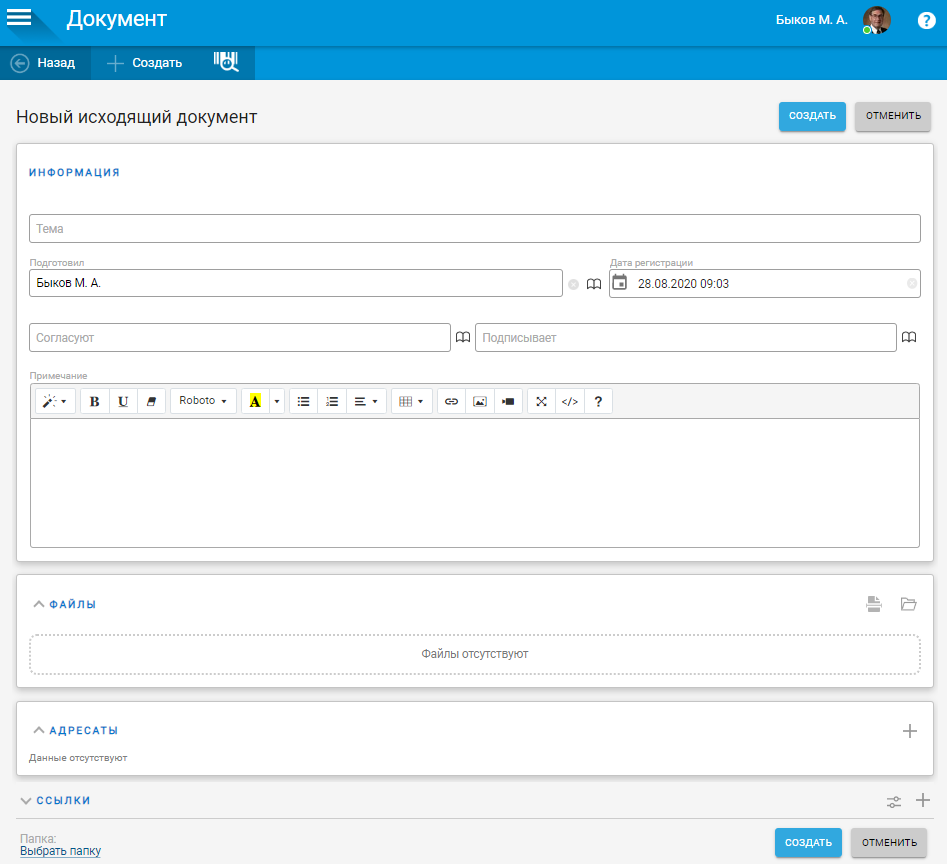 Документ
Быков М. А.
?
Назад
Создать
Новый исходящий документ
СОЗДАТЬ
ОТМЕНИТЬ
ИНФОРМАЦИЯ
Тема
Подготовил
Дата регистрации
Быков М. А.
28.08.2020 09:03
Согласуют
Подписывает
Примечание
B U Roboto A </> ?
ФАЙЛЫ
Файлы отсутствуют
АДРЕСАТЫ
Данные отсутствуют
ССЫЛКИ
Папка:
Выбрать папку
СОЗДАТЬ
ОТМЕНИТЬ